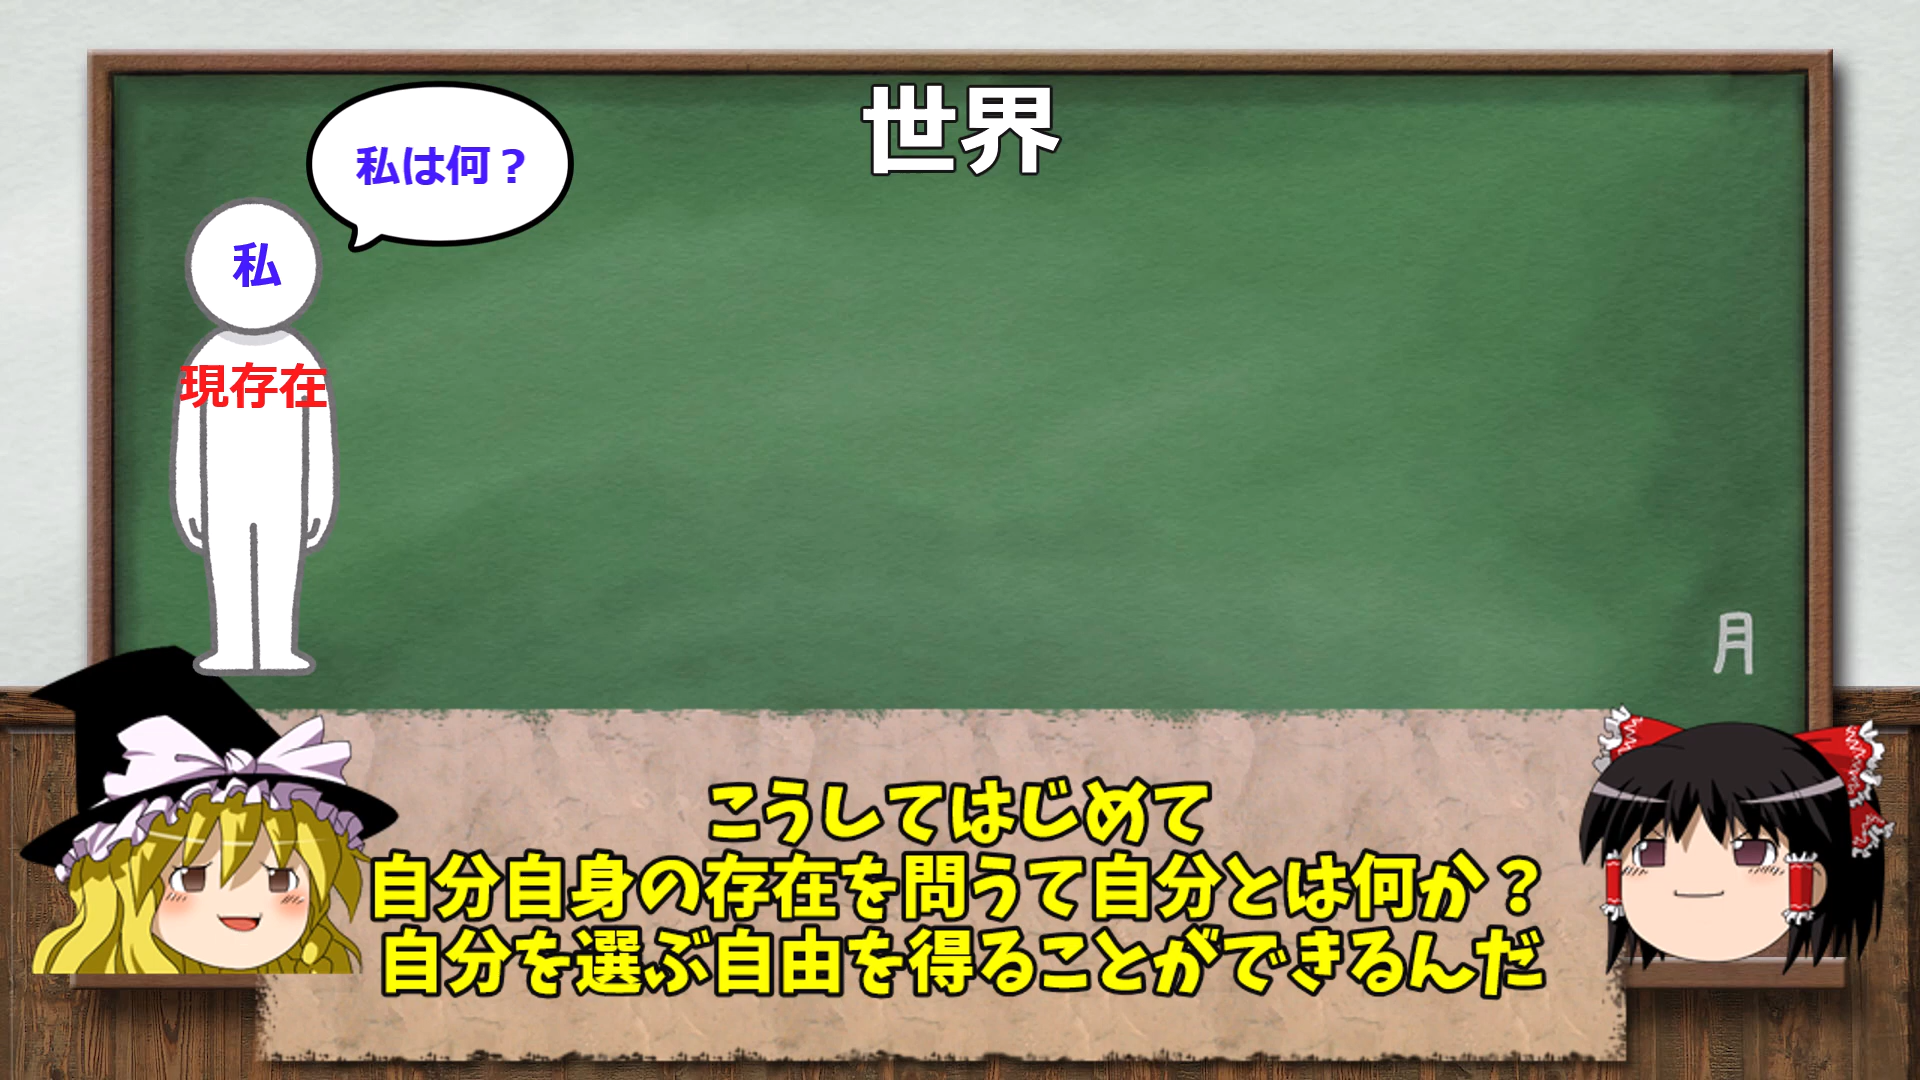 世界
私は何？
私
現存在
月
こうしてはじめて
自分自身の存在を問うて自分とは何か？
自分を選ぶ自由を得ることができるんだ